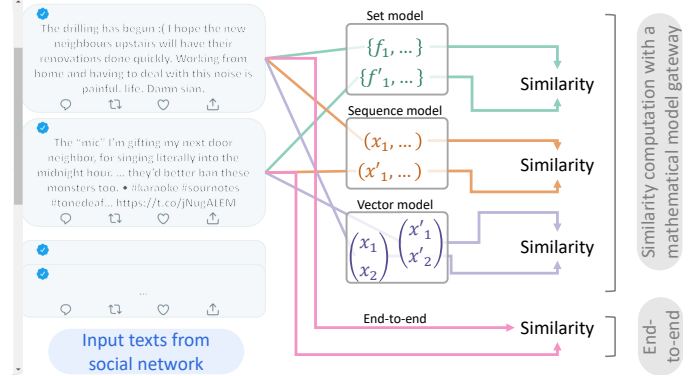 The drilling has begun :( I hope the new
neighbours upstairs will have their
renovations done quickly. Working from
home and having to deal with this noise is
painful. life. Damn sian.
The “mic” I’m gifting my next door
neighbor, for singing literally into the
midnight hour. ... they’d better ban these
monsters too. • #karaoke #sournotes
#tonedeaf... https://t.co/jNugALEIVI
...
Input texts from
social network
Set model
{f₁, ...}
{f'₁, ...}
Similarity
Sequence model
(x₁, ...)
(x'₁, ...)
Similarity
Vector model
(x₁ x₂)
(x'₁ x'₂)
Similarity
End-to-end
Similarity
Similarity computation with a
mathematical model gateway
End-
to-end